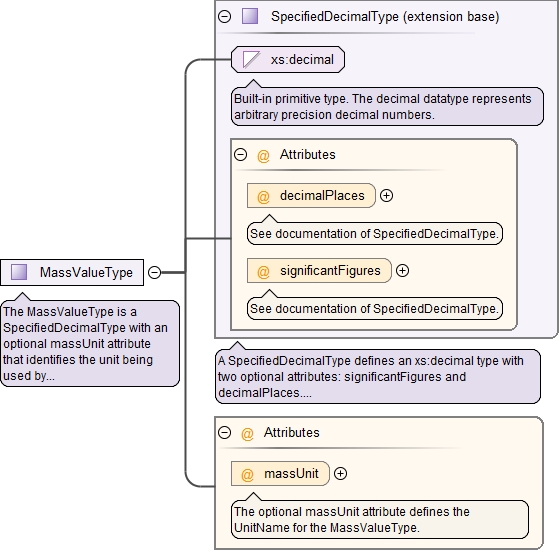 SpecifiedDecimalType (extension base)
xs:decimal
Built-in primitive type. The decimal datatype represents
arbitrary precision decimal numbers.
@ Attributes
@ decimalPlaces
See documentation of SpecifiedDecimalType.
@ significantFigures
See documentation of SpecifiedDecimalType.
MassValueType
The MassValueType is a
SpecifiedDecimalType with an
optional massUnit attribute
that identifies the unit being
used by...
A SpecifiedDecimalType defines an xs:decimal type with
two optional attributes: significantFigures and
decimalPlaces....
@ Attributes
@ massUnit
The optional massUnit attribute defines the
UnitName for the MassValueType.